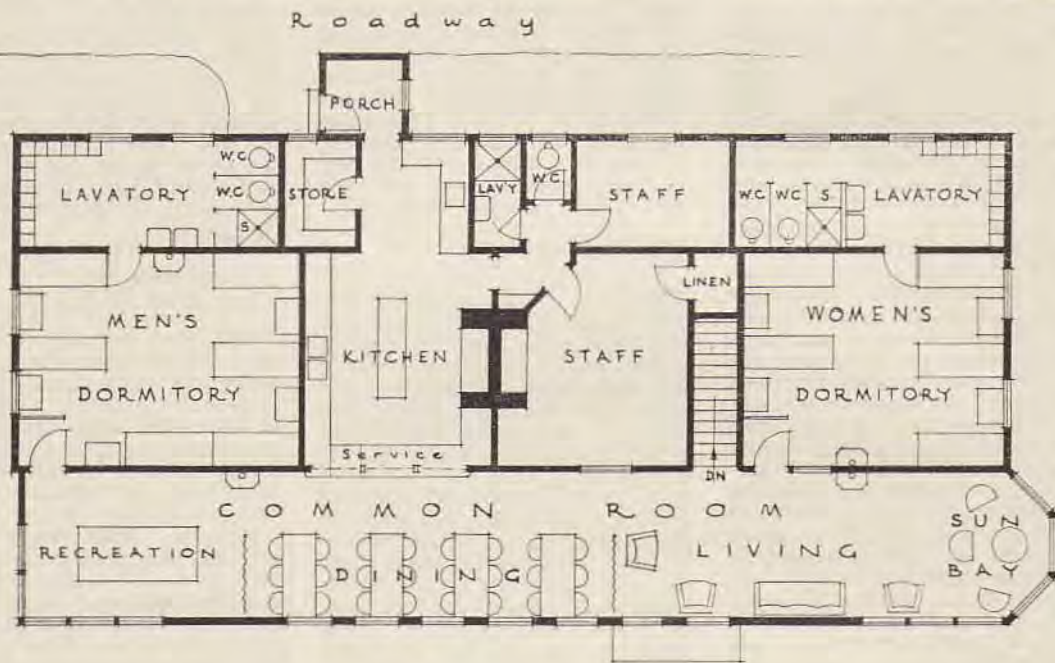 Roadway
PORCH
W.C
LAVATORY
W.C
S
STORE
LAV'Y
W.C
STAFF
W.C
WC
S
LAVATORY
LINEN
MEN'S
DORMITORY
KITCHEN
STAFF
WOMEN'S
DORMITORY
Service
DN
COMMON ROOM
RECREATION
DINING
LIVING
SUN
BAY